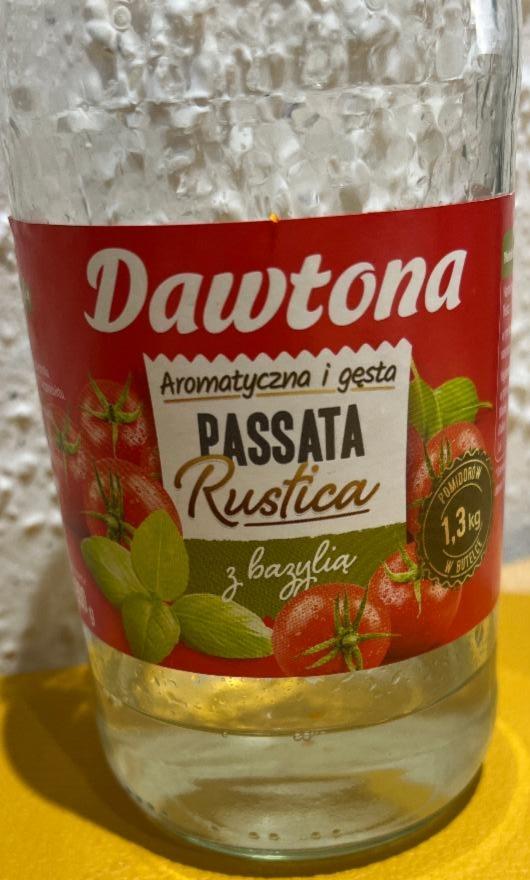 Dawtona
Aromatyczna i gęsta
PASSATA
Rustica
z bazylią
POMIDORÓW
1,3 kg
W BUTELCE